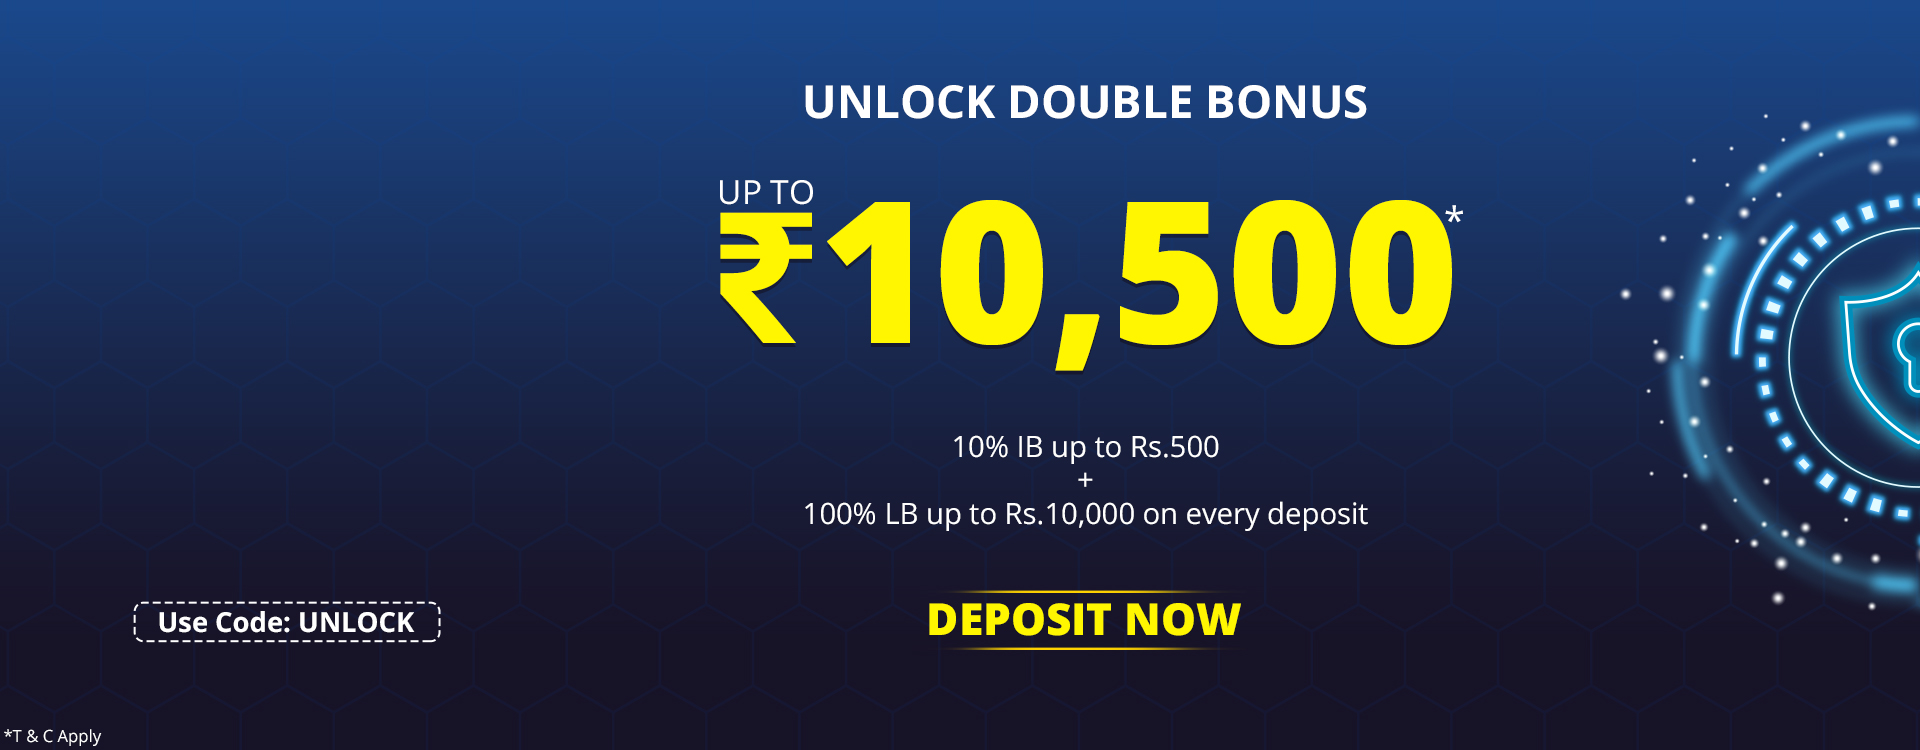 UNLOCK DOUBLE BONUS
UP TO
₹10,500*
10% IB up to Rs.500
+
100% LB up to Rs.10,000 on every deposit
Use Code: UNLOCK
DEPOSIT NOW
*T & C Apply